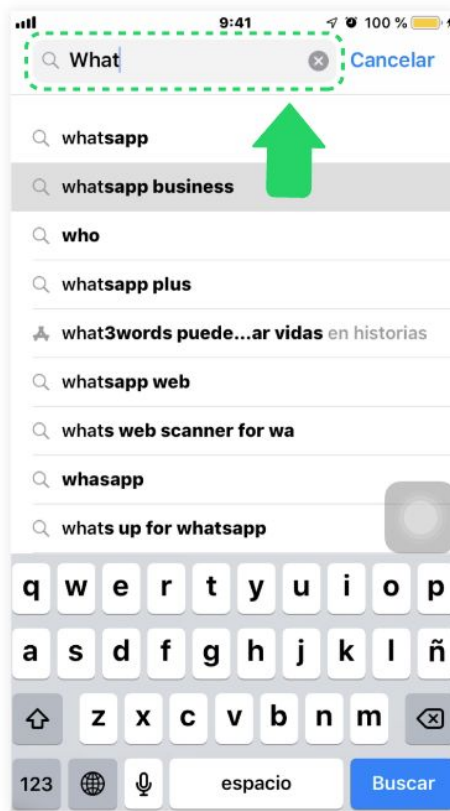 9:41
100 %
What
Cancelar
whatsapp
whatsapp business
who
whatsapp plus
what3words puede...ar vidas en historias
whatsapp web
whats web scanner for wa
whasapp
whats up for whatsapp
q w e r t y u i o p
a s d f g h j k l ñ
z x c v b n m
123 espacio Buscar